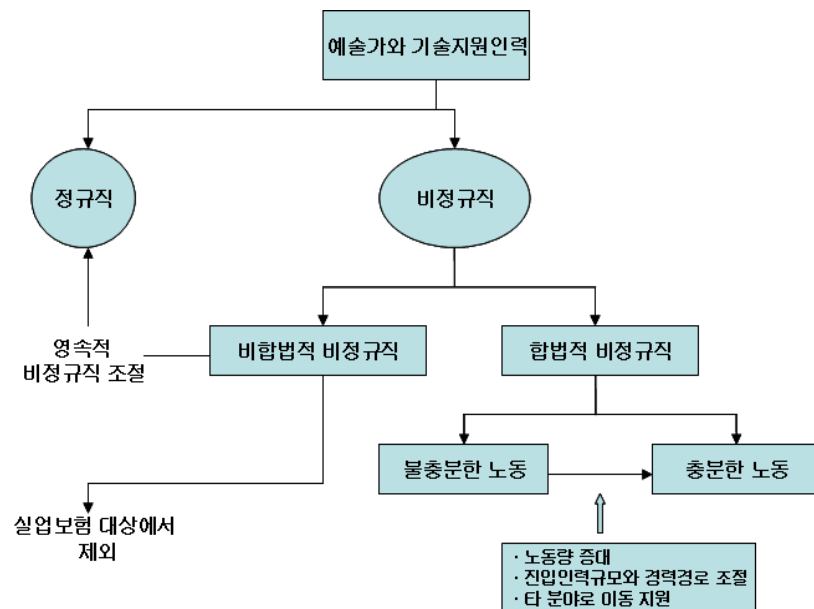 예술가와 기술지원인력
정규직
비정규직
영속적
비정규직 조절
비합법적 비정규직
합법적 비정규직
불충분한 노동
충분한 노동
실업보험 대상에서
제외
· 노동량 증대
· 진입인력규모와 경력경로 조절
· 타 분야로 이동 지원